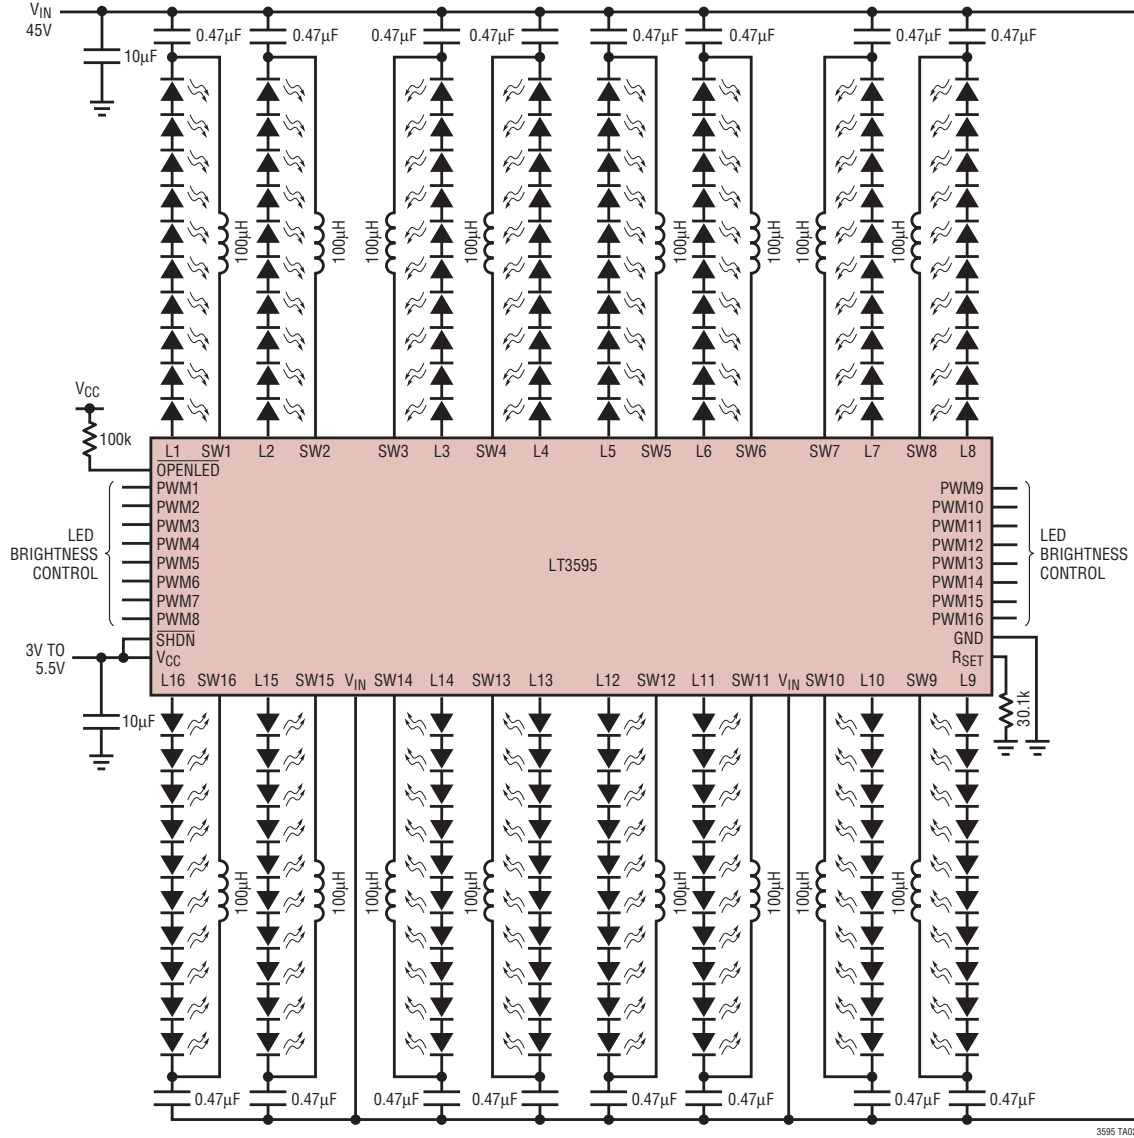 VIN
45V
10µF
0.47µF 0.47µF 0.47µF 0.47µF 0.47µF 0.47µF 0.47µF 0.47µF
100µH 100µH 100µH 100µH 100µH 100µH 100µH 100µH
VCC
100k
L1 SW1 L2 SW2 SW3 L3 SW4 L4 L5 SW5 L6 SW6 SW7 L7 SW8 L8
OPENLED
PWM1
PWM2
PWM3
PWM4
PWM5
PWM6
PWM7
PWM8
SHDN
VCC
LED
BRIGHTNESS
CONTROL
3V TO
5.5V
10µF
LT3595
PWM9
PWM10
PWM11
PWM12
PWM13
PWM14
PWM15
PWM16
GND
RSET
LED
BRIGHTNESS
CONTROL
30.1k
L16 SW16 L15 SW15 VIN SW14 L14 SW13 L13 L12 SW12 L11 SW11 VIN SW10 L10 SW9 L9
100µH 100µH 100µH 100µH 100µH 100µH 100µH 100µH
0.47µF 0.47µF 0.47µF 0.47µF 0.47µF 0.47µF 0.47µF 0.47µF
3595 TA02